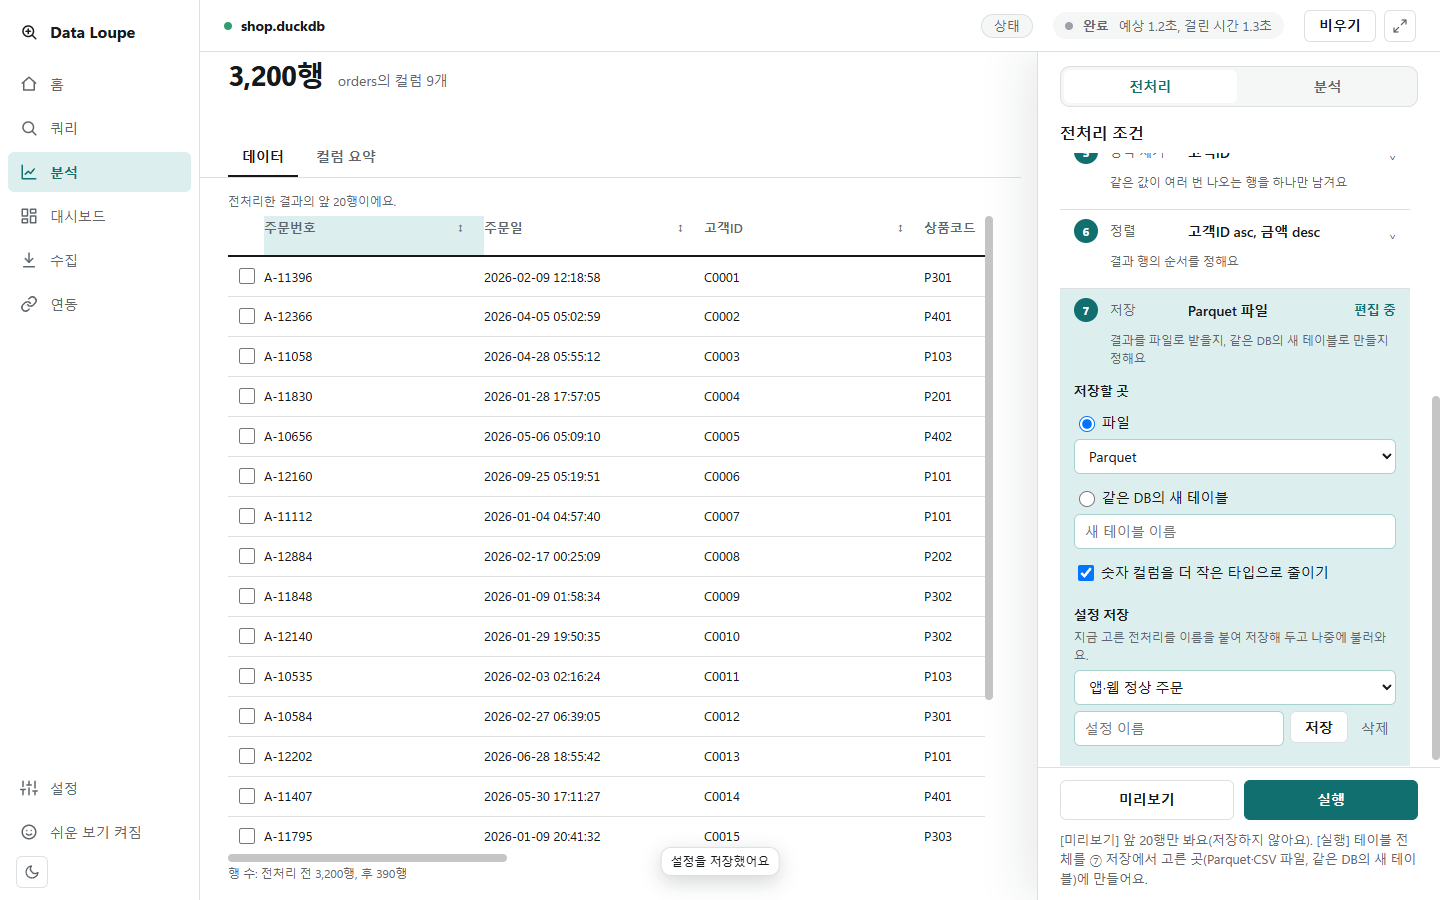 Data Loupe
홈
쿼리
분석
대시보드
수집
연동
설정
쉬운 보기 켜짐
shop.duckdb
상태
완료 예상 1.2초, 걸린 시간 1.3초
비우기
3,200행 orders의 컬럼 9개
데이터 컬럼 요약
전처리한 결과의 앞 20행이에요.
주문번호 ↕ 주문일 ↕ 고객ID ↕ 상품코드
A-11396 2026-02-09 12:18:58 C0001 P301
A-12366 2026-04-05 05:02:59 C0002 P401
A-11058 2026-04-28 05:55:12 C0003 P103
A-11830 2026-01-28 17:57:05 C0004 P201
A-10656 2026-05-06 05:09:10 C0005 P402
A-12160 2026-09-25 05:19:51 C0006 P101
A-11112 2026-01-04 04:57:40 C0007 P101
A-12884 2026-02-17 00:25:09 C0008 P202
A-11848 2026-01-09 01:58:34 C0009 P302
A-12140 2026-01-29 19:50:35 C0010 P302
A-10535 2026-02-03 02:16:24 C0011 P103
A-10584 2026-02-27 06:39:05 C0012 P301
A-12202 2026-06-28 18:55:42 C0013 P101
A-11407 2026-05-30 17:11:27 C0014 P401
A-11795 2026-01-09 20:41:32 C0015 P303
행 수: 전처리 전 3,200행, 후 390행
설정을 저장했어요
전처리 분석
전처리 조건
고객ID
같은 값이 여러 번 나오는 행을 하나만 남겨요
6 정렬 고객ID asc, 금액 desc
결과 행의 순서를 정해요
7 저장 Parquet 파일 편집 중
결과를 파일로 받을지, 같은 DB의 새 테이블로 만들지
정해요
저장할 곳
파일
Parquet
같은 DB의 새 테이블
새 테이블 이름
숫자 컬럼을 더 작은 타입으로 줄이기
설정 저장
지금 고른 전처리를 이름을 붙여 저장해 두고 나중에 불러와
요.
앱·웹 정상 주문
설정 이름 저장 삭제
미리보기 실행
[미리보기] 앞 20행만 봐요(저장하지 않아요). [실행] 테이블 전
체를 ⑦ 저장에서 고른 곳(Parquet·CSV 파일, 같은 DB의 새 테이
블)에 만들어요.